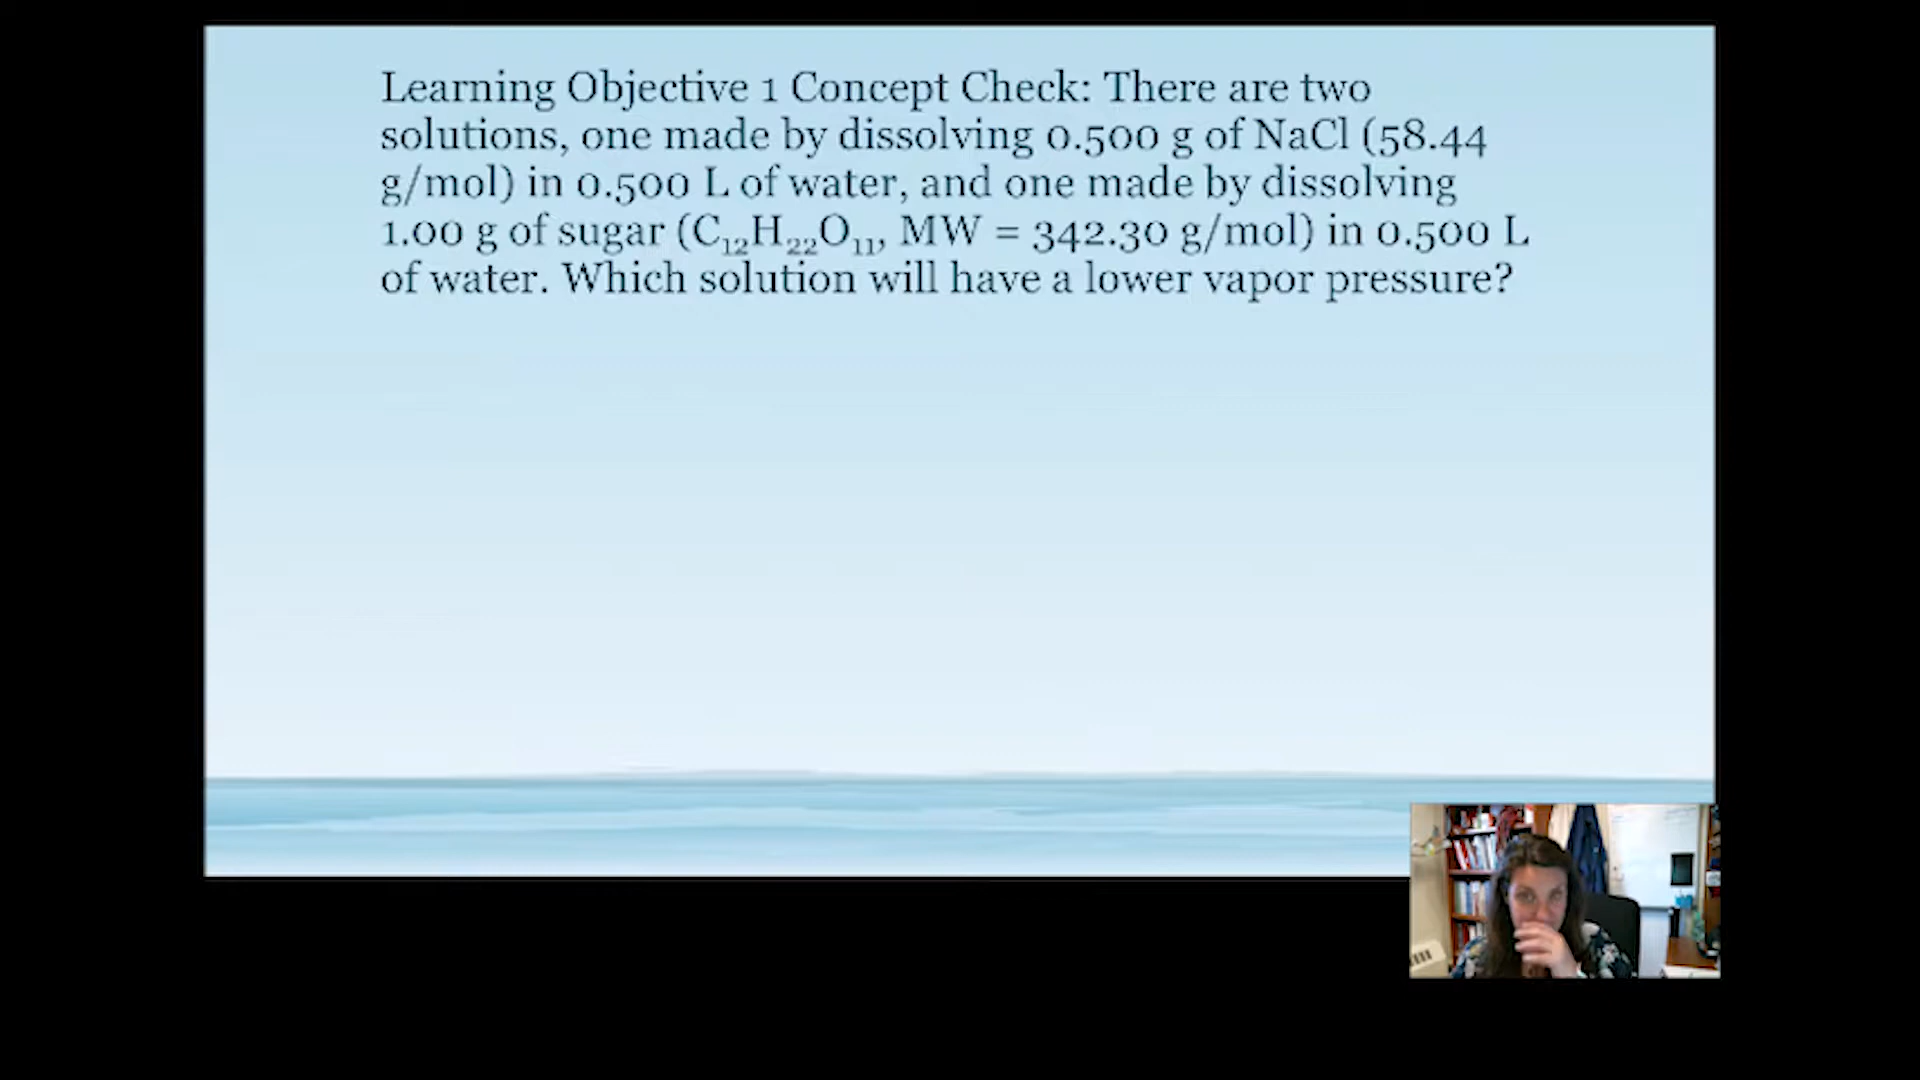 Learning Objective 1 Concept Check: There are two
solutions, one made by dissolving 0.500 g of NaCl (58.44
g/mol) in 0.500 L of water, and one made by dissolving
1.00 g of sugar (C₁₂H₂₂O₁₁, MW = 342.30 g/mol) in 0.500 L
of water. Which solution will have a lower vapor pressure?